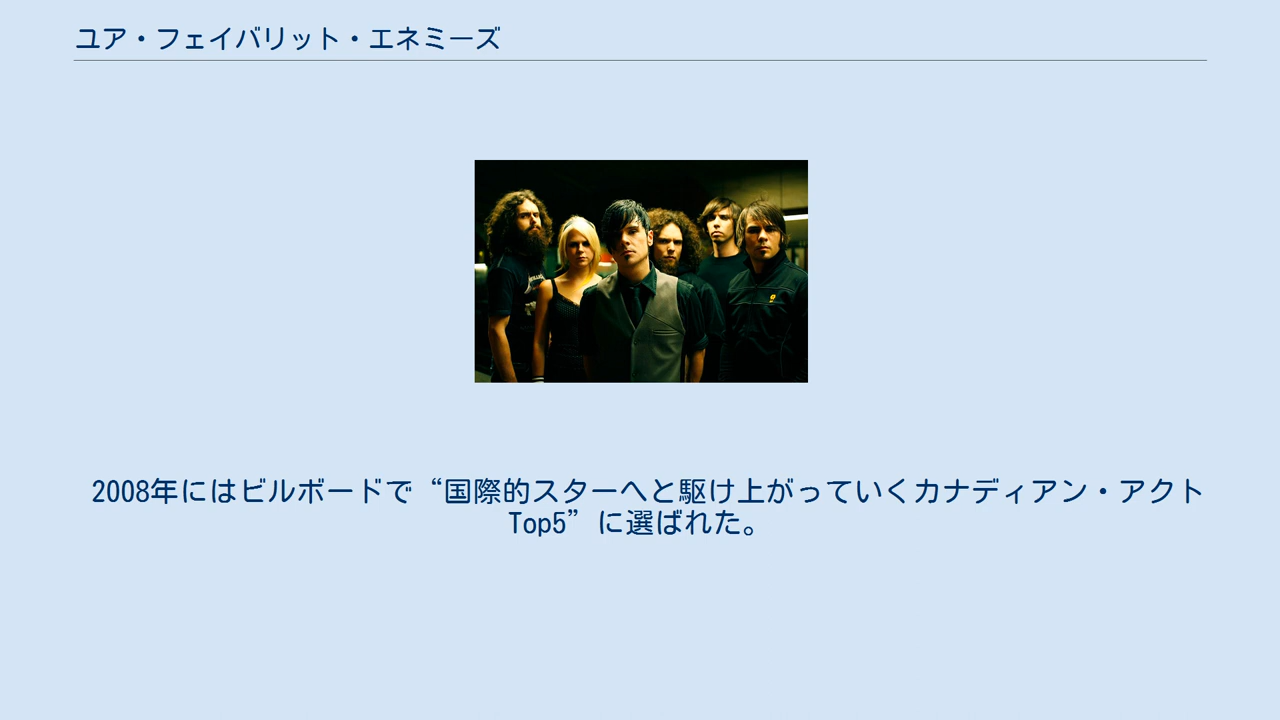 ユア・フェイバリット・エネミーズ
2008年にはビルボードで“国際的スターへと駆け上がっていくカナディアン・アクト
Top5”に選ばれた。